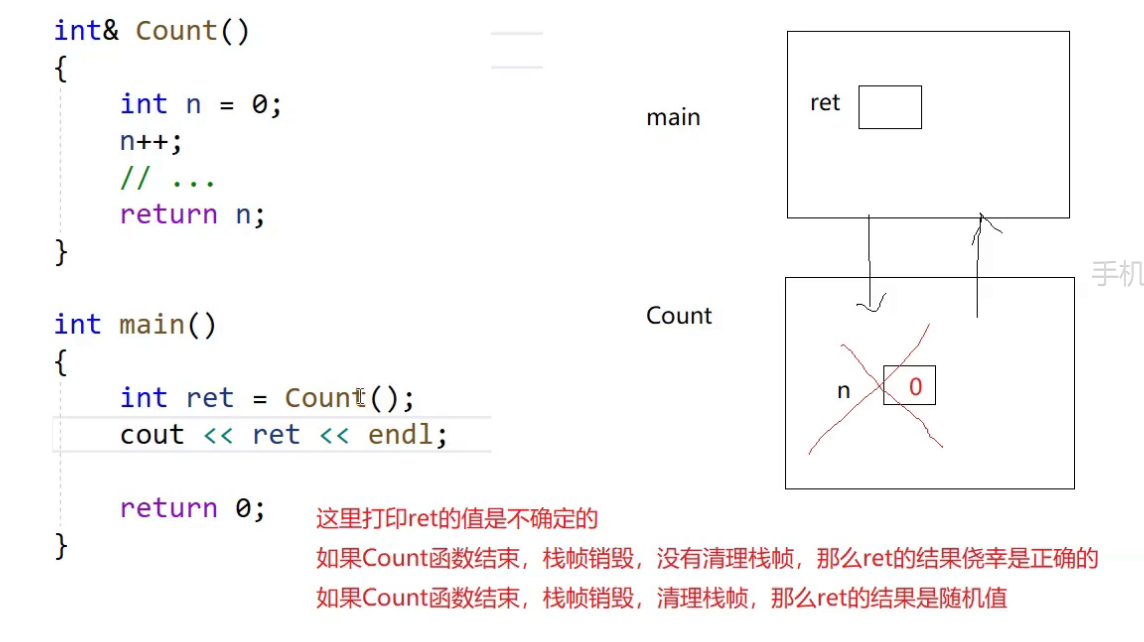 int& Count()
{
int n = 0;
n++;
// ...
return n;
}
int main()
{
int ret = Count();
cout << ret << endl;
return 0;
}
main
ret
Count
n 0
手机
这里打印ret的值是不确定的
如果Count函数结束，栈帧销毁，没有清理栈帧，那么ret的结果侥幸是正确的
如果Count函数结束，栈帧销毁，清理栈帧，那么ret的结果是随机值